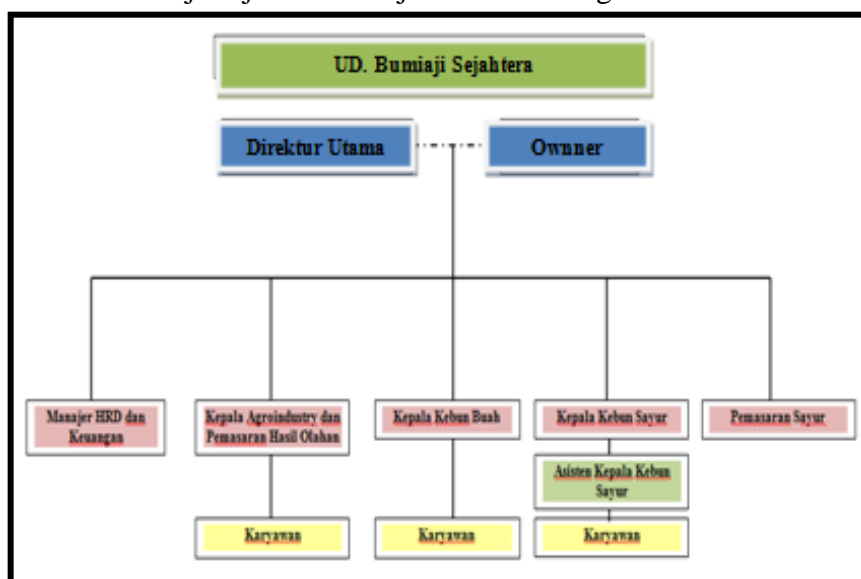 UD. Bumiaji Sejahtera
Direktur Utama
Ownner
Manajer HRD dan
Keuangan
Kepala Agroindustry dan
Pemasaran Hasil Olahan
Kepala Kebun Buah
Kepala Kebun Sayur
Pemasaran Sayur
Asisten Kepala Kebun
Sayur
Karyawan
Karyawan
Karyawan